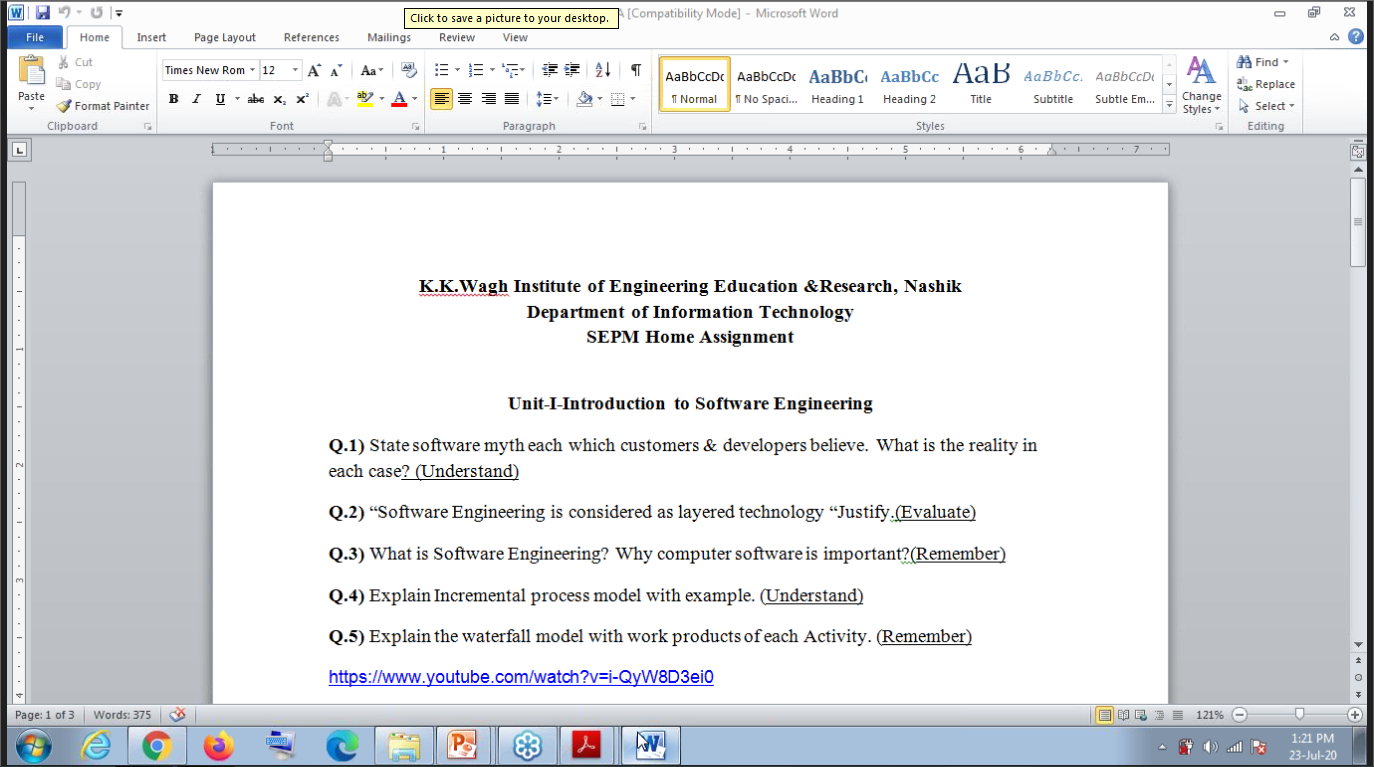 Click to save a picture to your desktop.
A [Compatibility Mode] - Microsoft Word
File Home Insert Page Layout References Mailings Review View
Paste
Cut
Copy
Format Painter
Clipboard
Times New Rom 12
Font
Paragraph
AaBbCcDc AaBbCcDc AaBbC AaBbCc AaB AaBbCc. AaBbCcDc
¶ Normal ¶ No Spaci... Heading 1 Heading 2 Title Subtitle Subtle Em...
Change
Styles
Styles
Find
Replace
Select
Editing
K.K.Wagh Institute of Engineering Education &Research, Nashik
Department of Information Technology
SEPM Home Assignment
Unit-I-Introduction to Software Engineering
Q.1) State software myth each which customers & developers believe. What is the reality in
each case? (Understand)
Q.2) “Software Engineering is considered as layered technology “Justify.(Evaluate)
Q.3) What is Software Engineering? Why computer software is important?(Remember)
Q.4) Explain Incremental process model with example. (Understand)
Q.5) Explain the waterfall model with work products of each Activity. (Remember)
https://www.youtube.com/watch?v=i-QyW8D3ei0
Page: 1 of 3 Words: 375 121%
1:21 PM
23-Jul-20